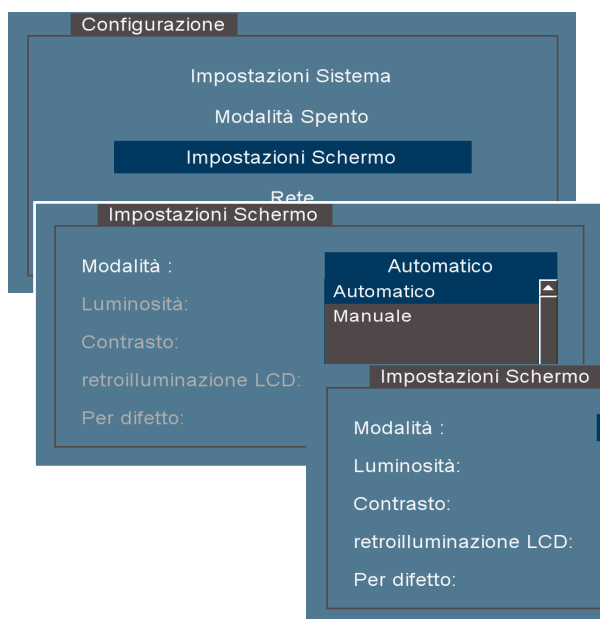 Configurazione
Impostazioni Sistema
Modalità Spento
Impostazioni Schermo
Rete
Impostazioni Schermo
Modalità : Automatico
Automatico
Manuale
Luminosità:
Contrasto:
retroilluminazione LCD:
Per difetto:
Impostazioni Schermo
Modalità :
Luminosità:
Contrasto:
retroilluminazione LCD:
Per difetto: